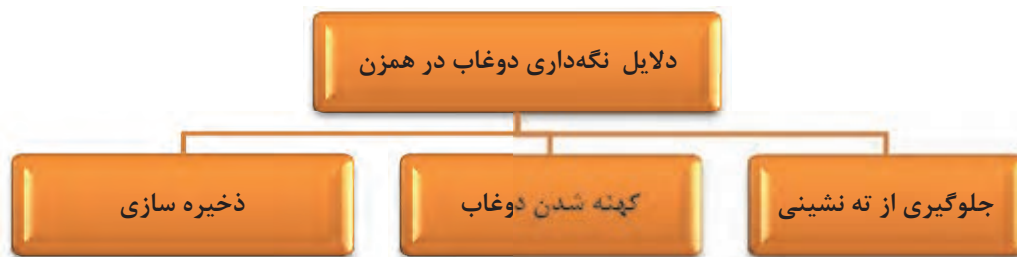 دلایل نگه‌داری دوغاب در همزن
جلوگیری از ته نشینی
کهنه شدن دوغاب
ذخیره سازی